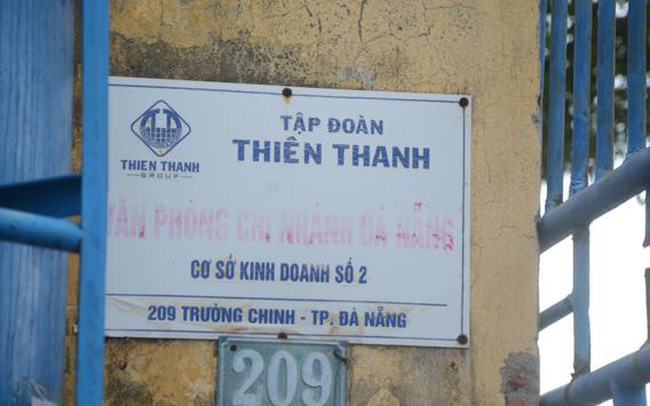 TẬP ĐOÀN
THIÊN THANH
THIEN THANH
GROUP
VĂN PHÒNG CHI NHÁNH ĐÀ NẴNG
CƠ SỞ KINH DOANH SỐ 2
209 TRƯỜNG CHINH - TP. ĐÀ NẴNG
209